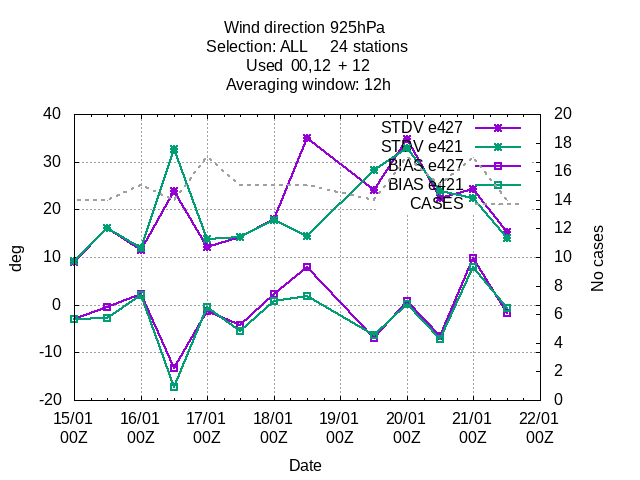 Wind direction 925hPa
Selection: ALL 24 stations
Used 00,12 + 12
Averaging window: 12h
40
30
20
10
0
-10
-20
deg
20
18
16
14
12
10
8
6
4
2
0
No cases
STDV e427
STDV e421
BIAS e427
BIAS e421
CASES
15/01 16/01 17/01 18/01 19/01 20/01 21/01 22/01
00Z 00Z 00Z 00Z 00Z 00Z 00Z 00Z
Date